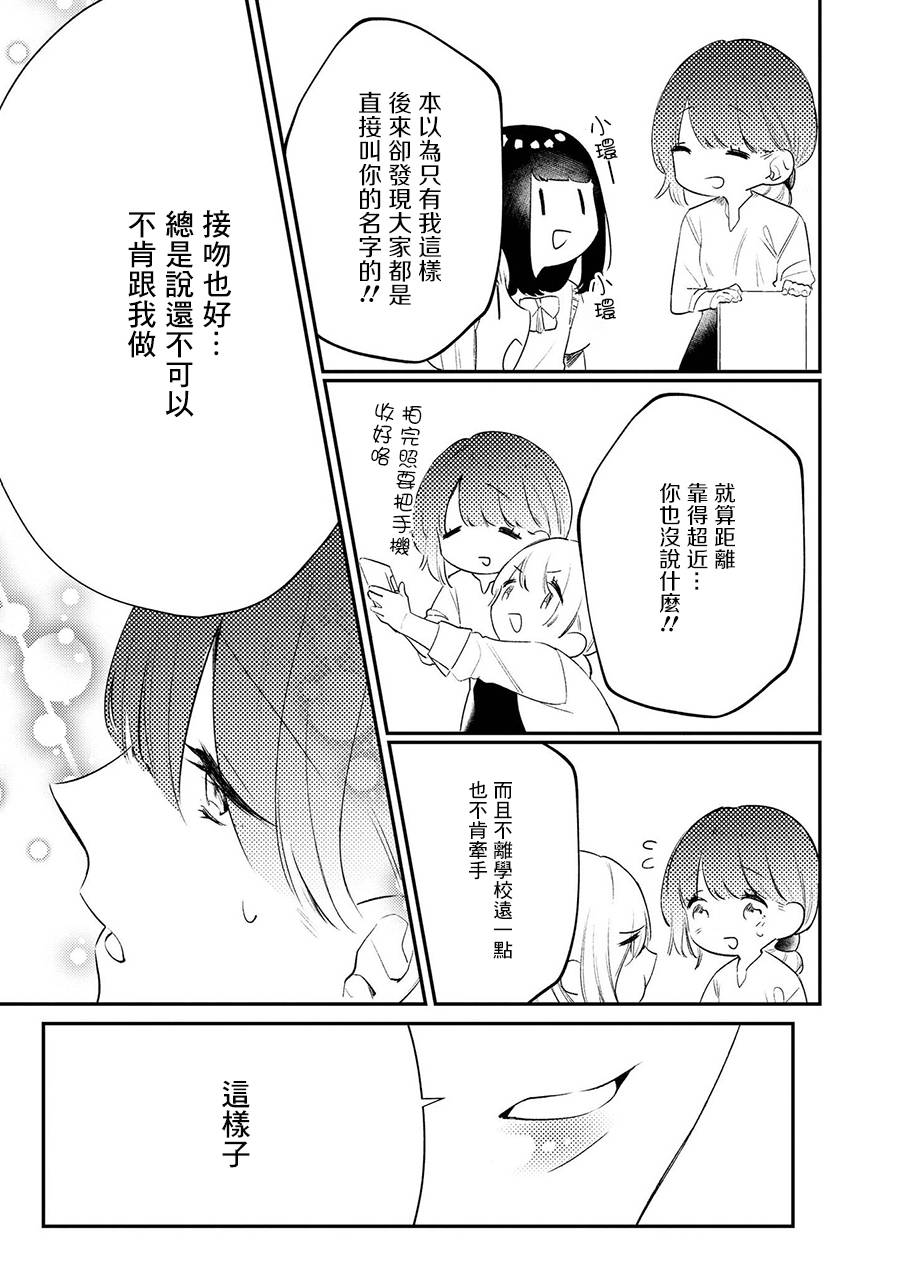 小環一
小環
本以為只有我這樣
後來卻發現大家都是
直接叫你的名字的!!
就算距離
靠得超近…
你也沒說什麼!!
拍完照要把手機
收好咯
而且不離學校遠一點
也不肯牽手
接吻也好…
總是說還不可以
不肯跟我做
這樣子